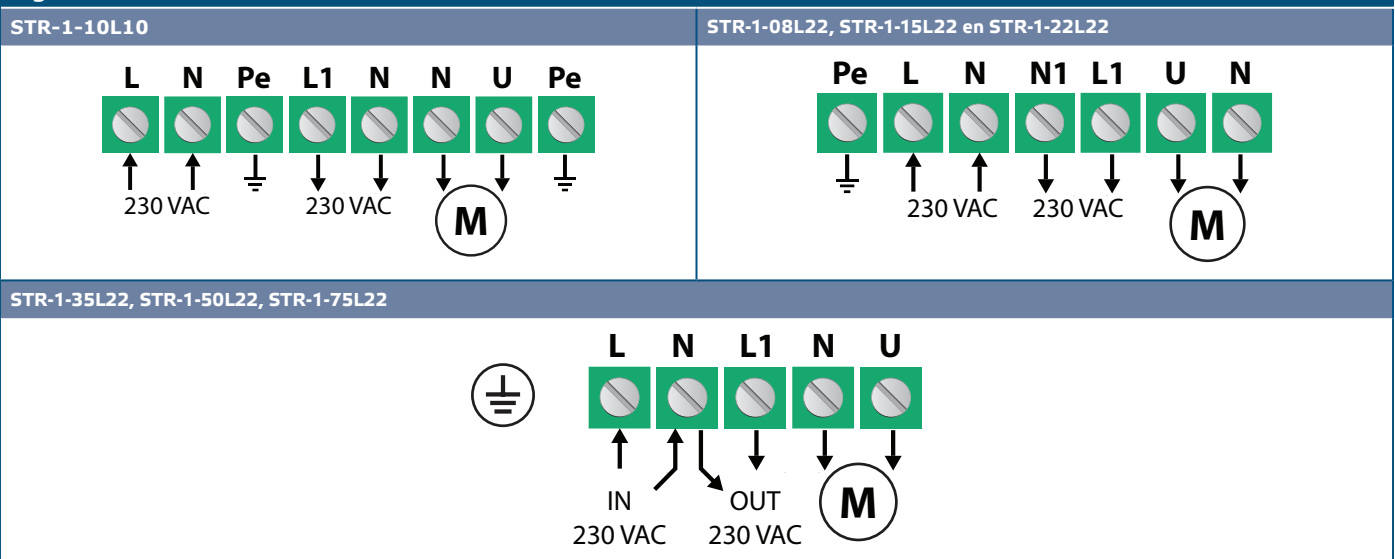 STR-1-10L10
L N Pe L1 N N U Pe
230 VAC 230 VAC
M
STR-1-08L22, STR-1-15L22 en STR-1-22L22
Pe L N N1 L1 U N
230 VAC 230 VAC
M
STR-1-35L22, STR-1-50L22, STR-1-75L22
L N L1 N U
IN OUT
230 VAC 230 VAC
M